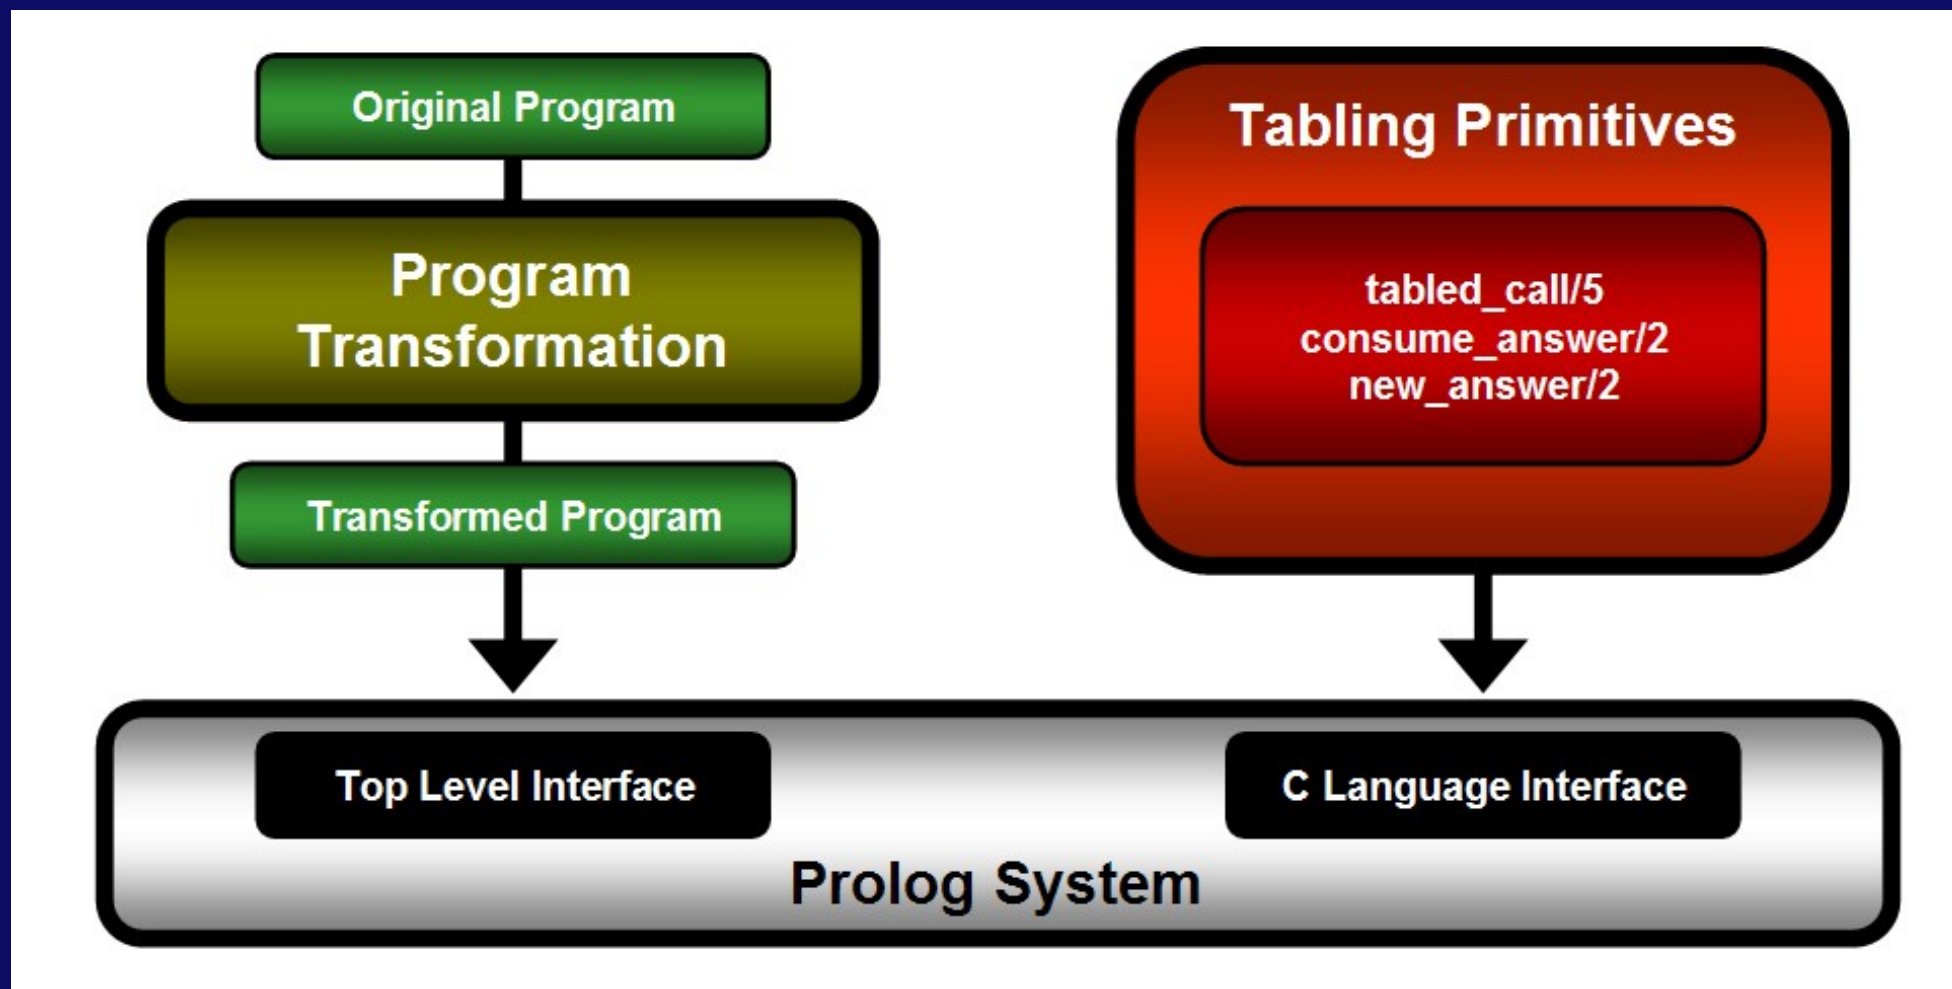 Original Program
Program
Transformation
Transformed Program
Tabling Primitives
tabled_call/5
consume_answer/2
new_answer/2
Top Level Interface
C Language Interface
Prolog System